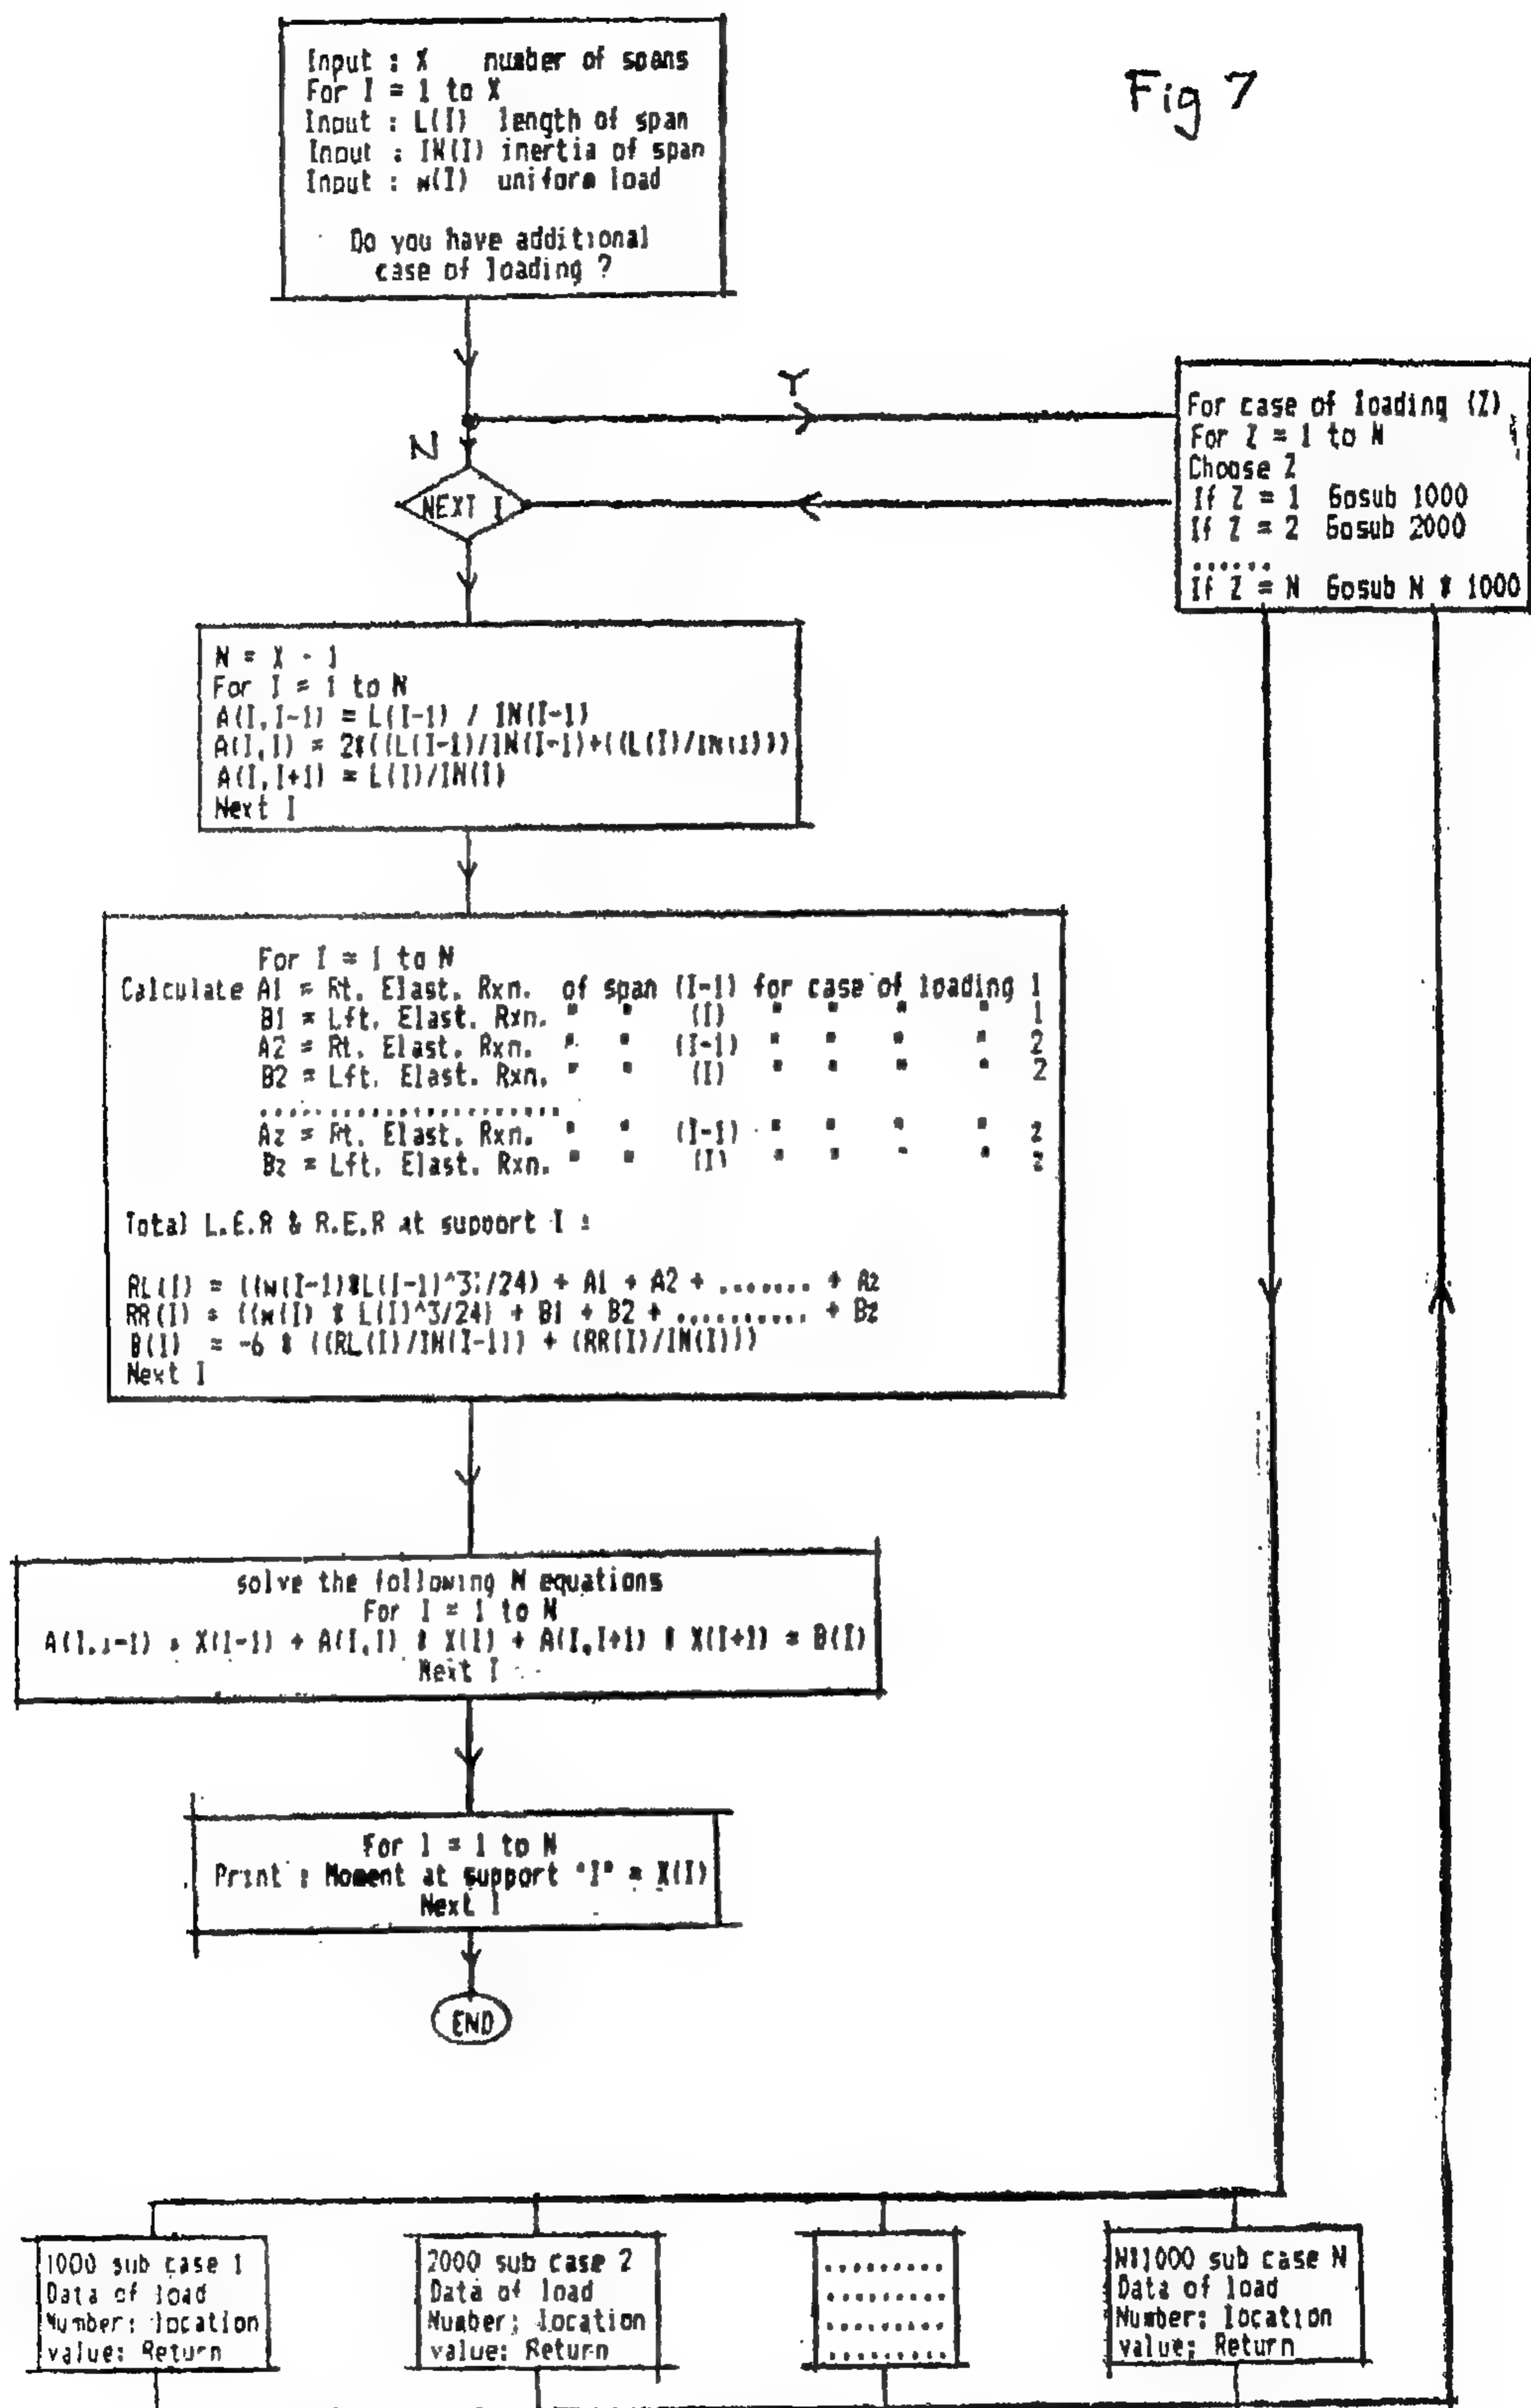 Fig 7
Input : X number of spans
For I = 1 to X
Input : L(I) length of span
Input : IN(I) inertia of span
Input : w(I) uniform load
Do you have additional
case of loading ?
Y
N
NEXT I
For case of loading (Z)
For Z = 1 to N
Choose Z
If Z = 1 Gosub 1000
If Z = 2 Gosub 2000
......
If Z = N Gosub N * 1000
N = X - 1
For I = 1 to N
A(I,I-1) = L(I-1) / IN(I-1)
A(I,I) = 2*((L(I-1)/IN(I-1)+((L(I)/IN(I)))
A(I,I+1) = L(I)/IN(I)
Next I
For I = 1 to N
Calculate A1 = Rt. Elast. Rxn. of span (I-1) for case of loading 1
B1 = Lft. Elast. Rxn. " " (I) " " " " 1
A2 = Rt. Elast. Rxn. " " (I-1) " " " " 2
B2 = Lft. Elast. Rxn. " " (I) " " " " 2
......................
Az = Rt. Elast. Rxn. " " (I-1) " " " " z
Bz = Lft. Elast. Rxn. " " (I) " " " " z
Total L.E.R & R.E.R at support I :
RL(I) = ((w(I-1)*L(I-1)^3)/24) + A1 + A2 + ....... + Az
RR(I) = ((w(I) * L(I)^3/24) + B1 + B2 + .......... + Bz
B(I) = -6 * ((RL(I)/IN(I-1)) + (RR(I)/IN(I)))
Next I
solve the following N equations
For I = 1 to N
A(I,I-1) * X(I-1) + A(I,I) * X(I) + A(I,I+1) * X(I+1) = B(I)
Next I
For I = 1 to N
Print : Moment at support "I" = X(I)
Next I
END
1000 sub case 1
Data of load
Number: location
value: Return
2000 sub case 2
Data of load
Number: location
value: Return
.........
.........
.........
.........
N*1000 sub case N
Data of load
Number: location
value: Return